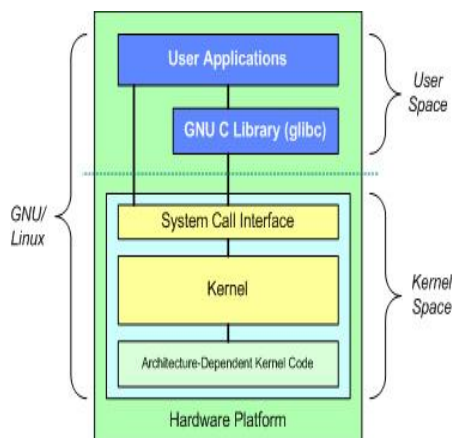 User Applications
GNU C Library (glibc)
User
Space
GNU/
Linux
System Call Interface
Kernel
Kernel
Space
Architecture-Dependent Kernel Code
Hardware Platform